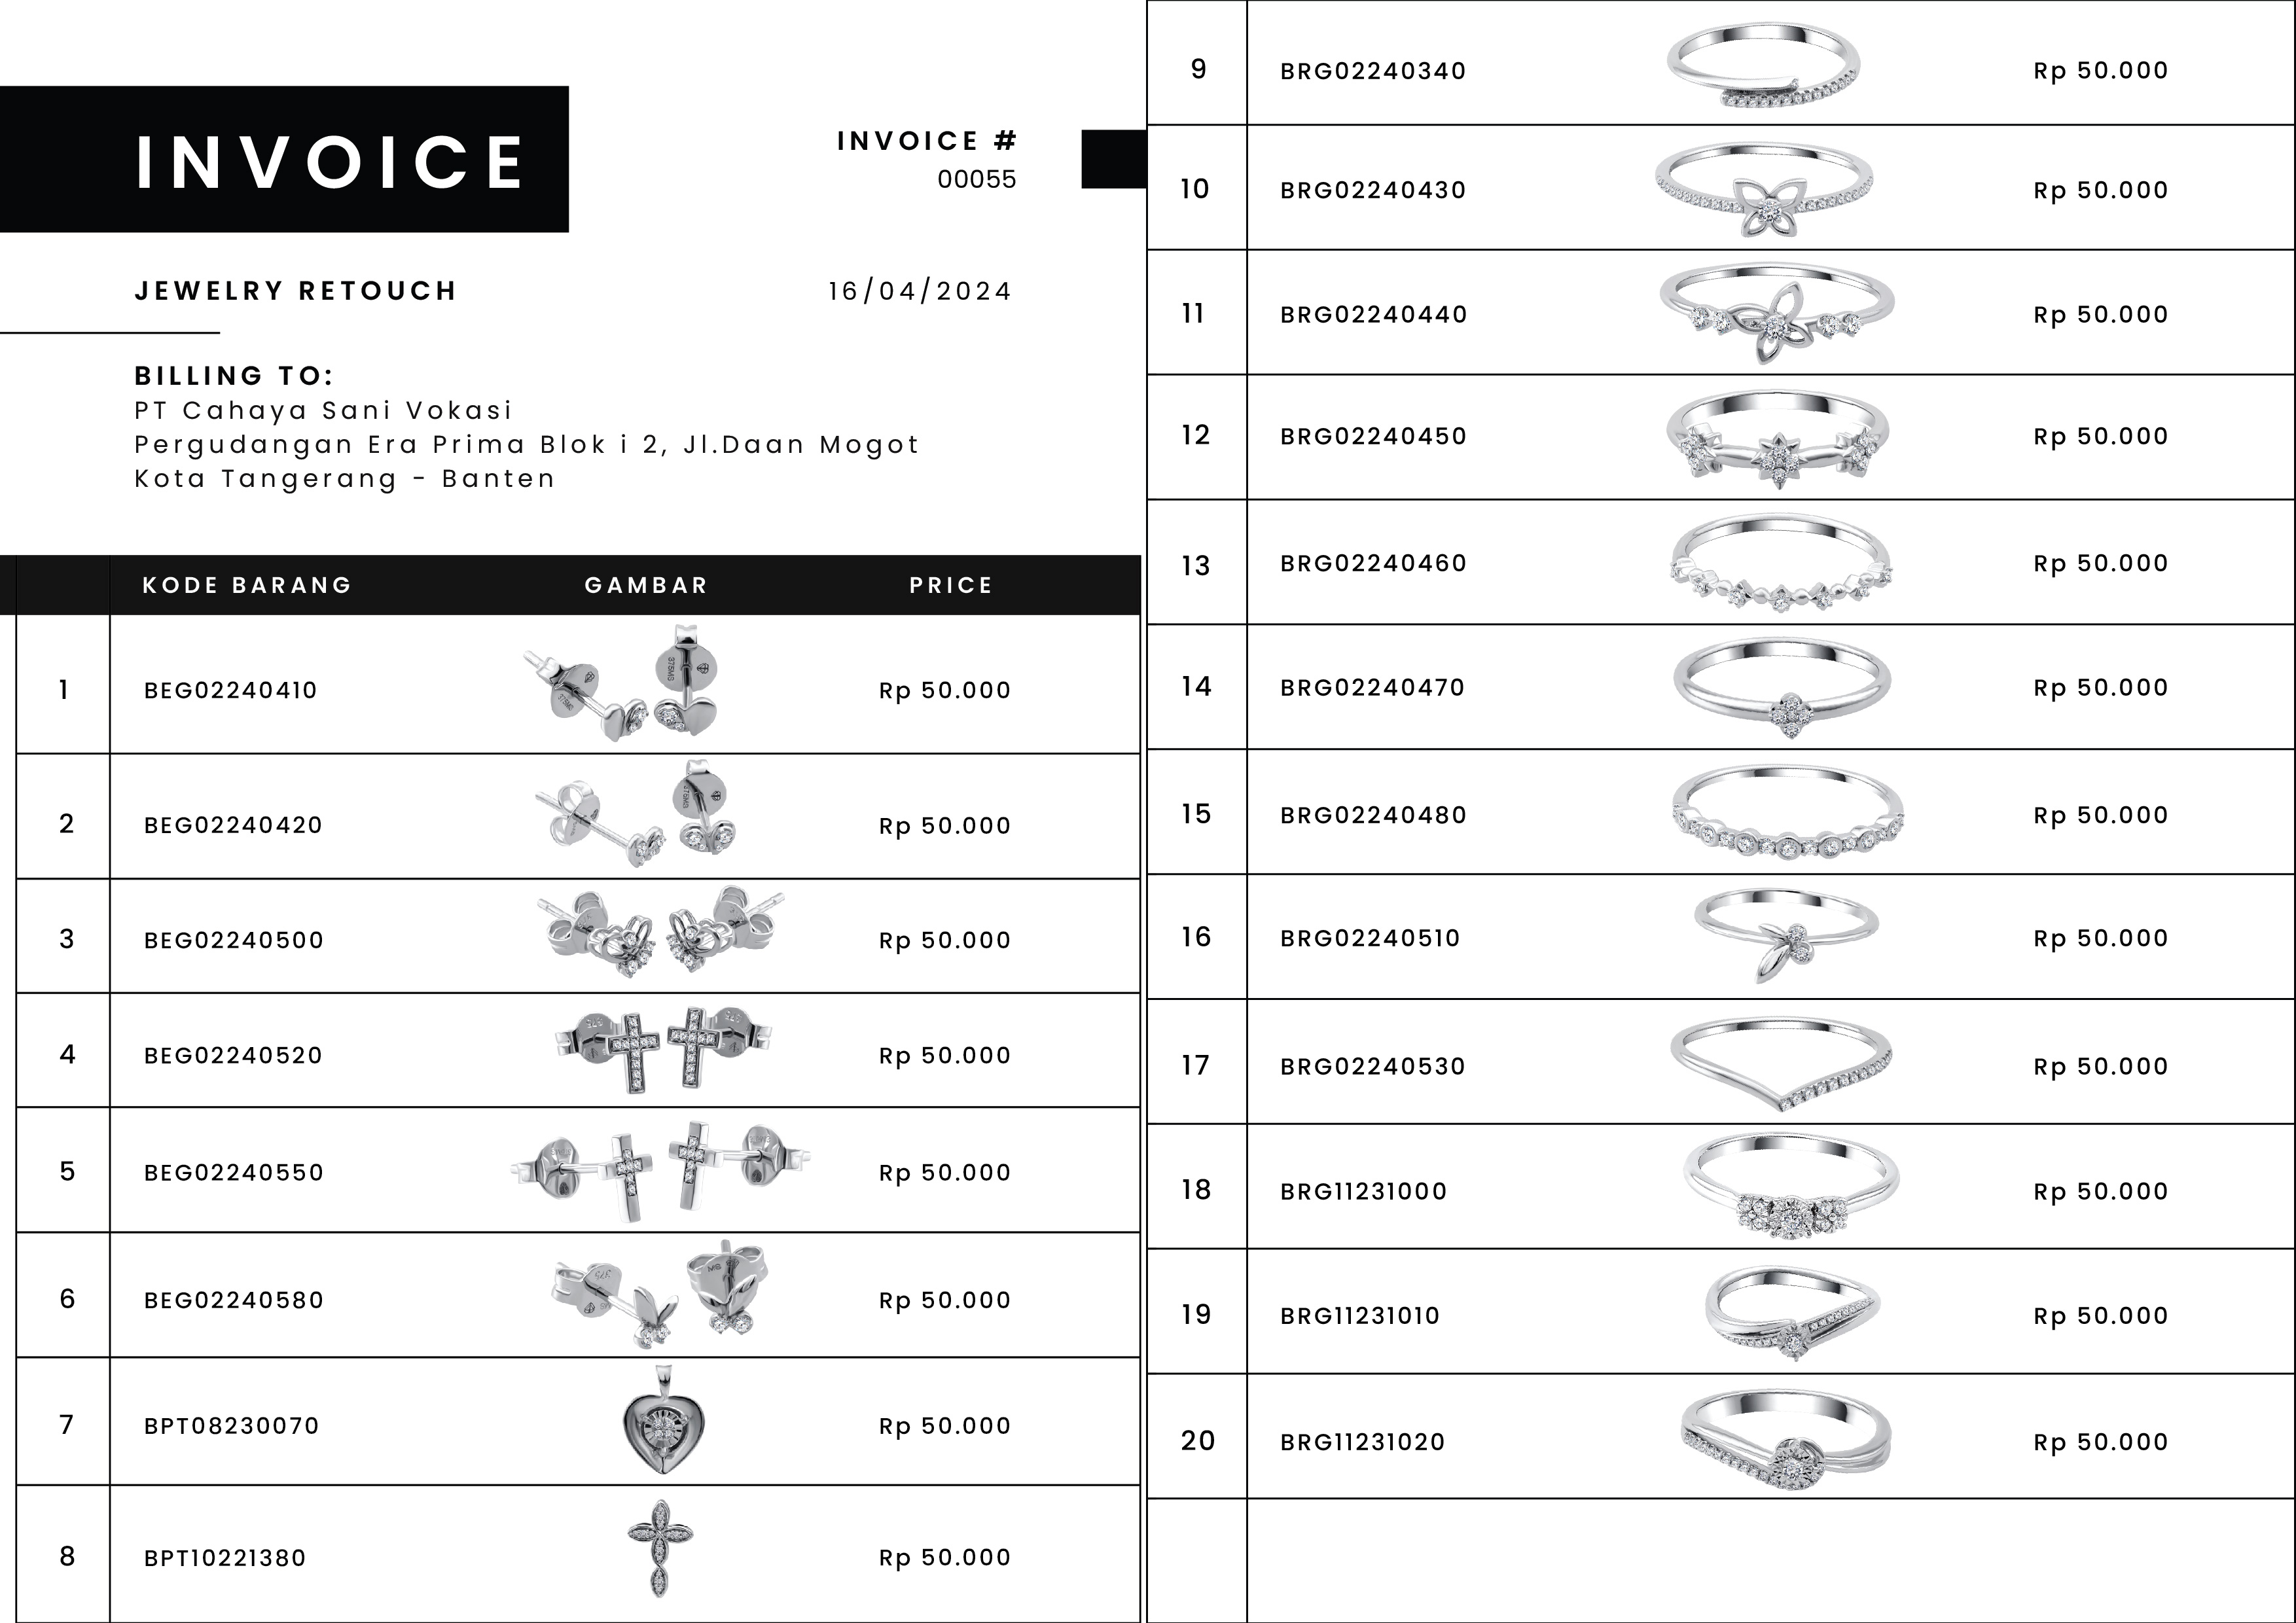 INVOICE
INVOICE #
00055
JEWELRY RETOUCH
16/04/2024
BILLING TO:
PT Cahaya Sani Vokasi
Pergudangan Era Prima Blok i 2, Jl.Daan Mogot
Kota Tangerang - Banten
KODE BARANG GAMBAR PRICE
1 BEG02240410 Rp 50.000
2 BEG02240420 Rp 50.000
3 BEG02240500 Rp 50.000
4 BEG02240520 Rp 50.000
5 BEG02240550 Rp 50.000
6 BEG02240580 Rp 50.000
7 BPT08230070 Rp 50.000
8 BPT10221380 Rp 50.000
9 BRG02240340 Rp 50.000
10 BRG02240430 Rp 50.000
11 BRG02240440 Rp 50.000
12 BRG02240450 Rp 50.000
13 BRG02240460 Rp 50.000
14 BRG02240470 Rp 50.000
15 BRG02240480 Rp 50.000
16 BRG02240510 Rp 50.000
17 BRG02240530 Rp 50.000
18 BRG11231000 Rp 50.000
19 BRG11231010 Rp 50.000
20 BRG11231020 Rp 50.000